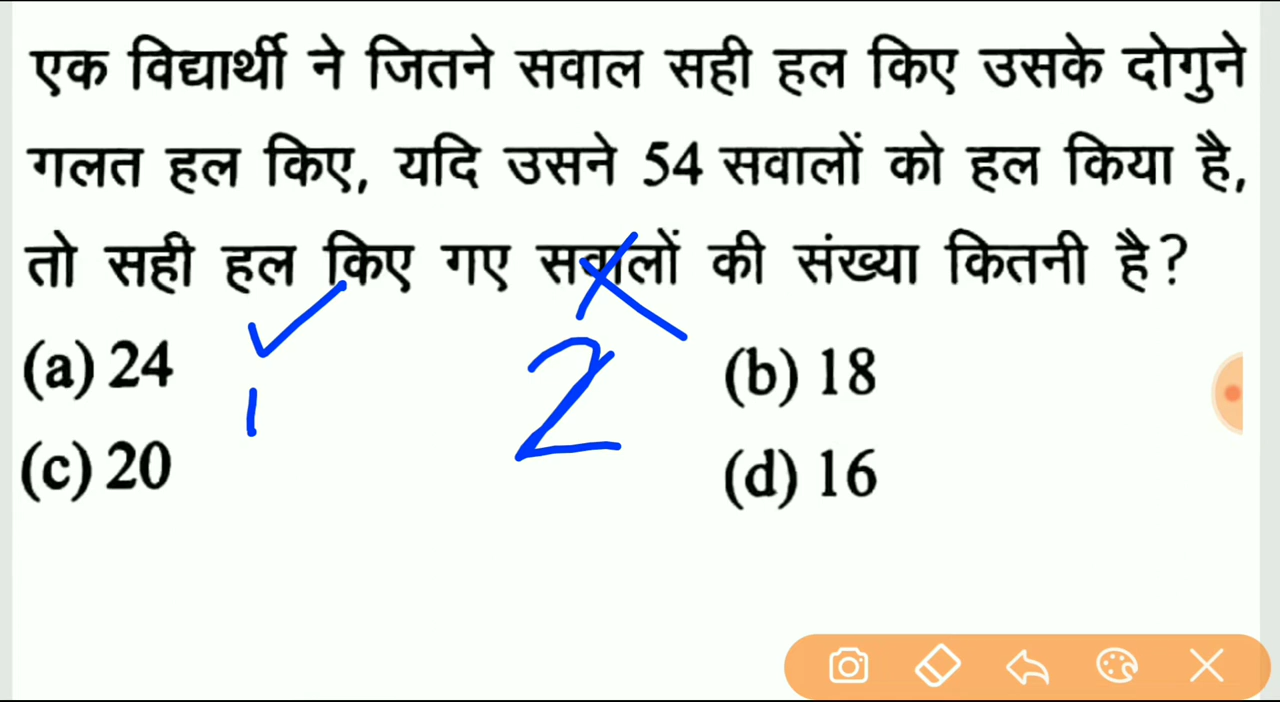 एक विद्यार्थी ने जितने सवाल सही हल किए उसके दोगुने
गलत हल किए, यदि उसने 54 सवालों को हल किया है,
तो सही हल किए गए सवालों की संख्या कितनी है?
(a) 24 (b) 18
1 2
(c) 20 (d) 16